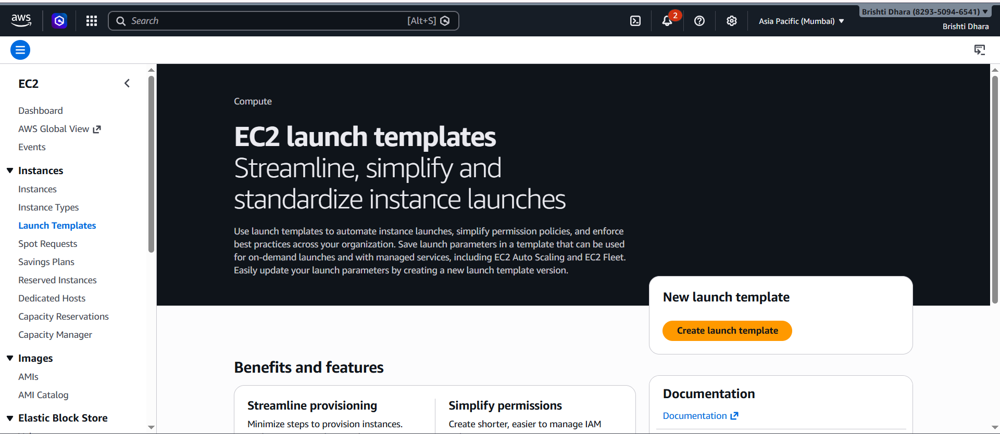 aws
Search
[Alt+S]
2
Asia Pacific (Mumbai)
Brishti Dhara (8293-5094-6541)
Brishti Dhara
EC2
Dashboard
AWS Global View
Events
Instances
Instances
Instance Types
Launch Templates
Spot Requests
Savings Plans
Reserved Instances
Dedicated Hosts
Capacity Reservations
Capacity Manager
Images
AMIs
AMI Catalog
Elastic Block Store
Compute
EC2 launch templates
Streamline, simplify and
standardize instance launches
Use launch templates to automate instance launches, simplify permission policies, and enforce
best practices across your organization. Save launch parameters in a template that can be used
for on-demand launches and with managed services, including EC2 Auto Scaling and EC2 Fleet.
Easily update your launch parameters by creating a new launch template version.
New launch template
Create launch template
Benefits and features
Streamline provisioning
Minimize steps to provision instances.
Simplify permissions
Create shorter, easier to manage IAM
Documentation
Documentation